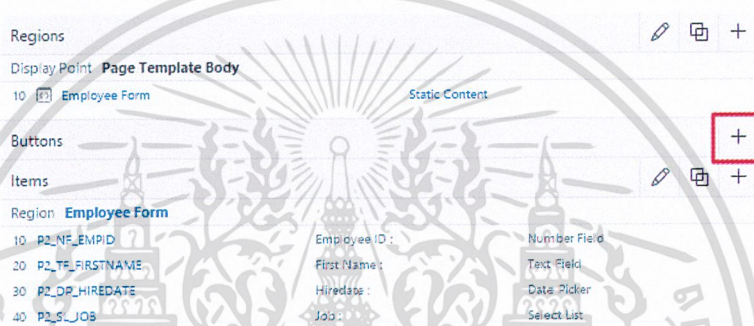 Regions
Display Point Page Template Body
10 Employee Form Static Content
Buttons
Items
Region Employee Form
10 P2_NF_EMPID Employee ID : Number Field
20 P2_TF_FIRSTNAME First Name : Text Field
30 P2_DP_HIREDATE Hiredate : Date Picker
40 P2_SL_JOB Job : Select List